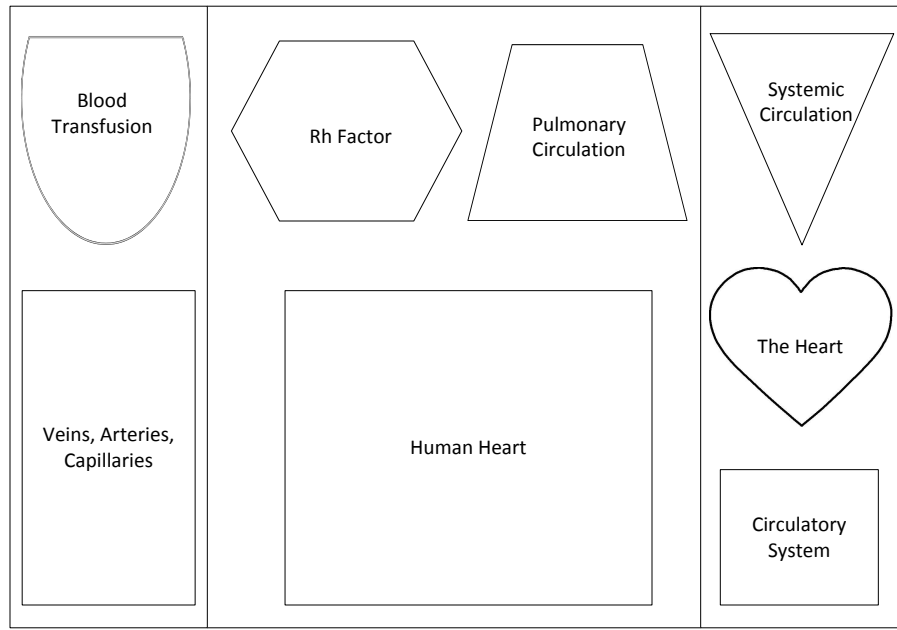 Blood
Transfusion
Rh Factor
Pulmonary
Circulation
Systemic
Circulation
Veins, Arteries,
Capillaries
Human Heart
The Heart
Circulatory
System